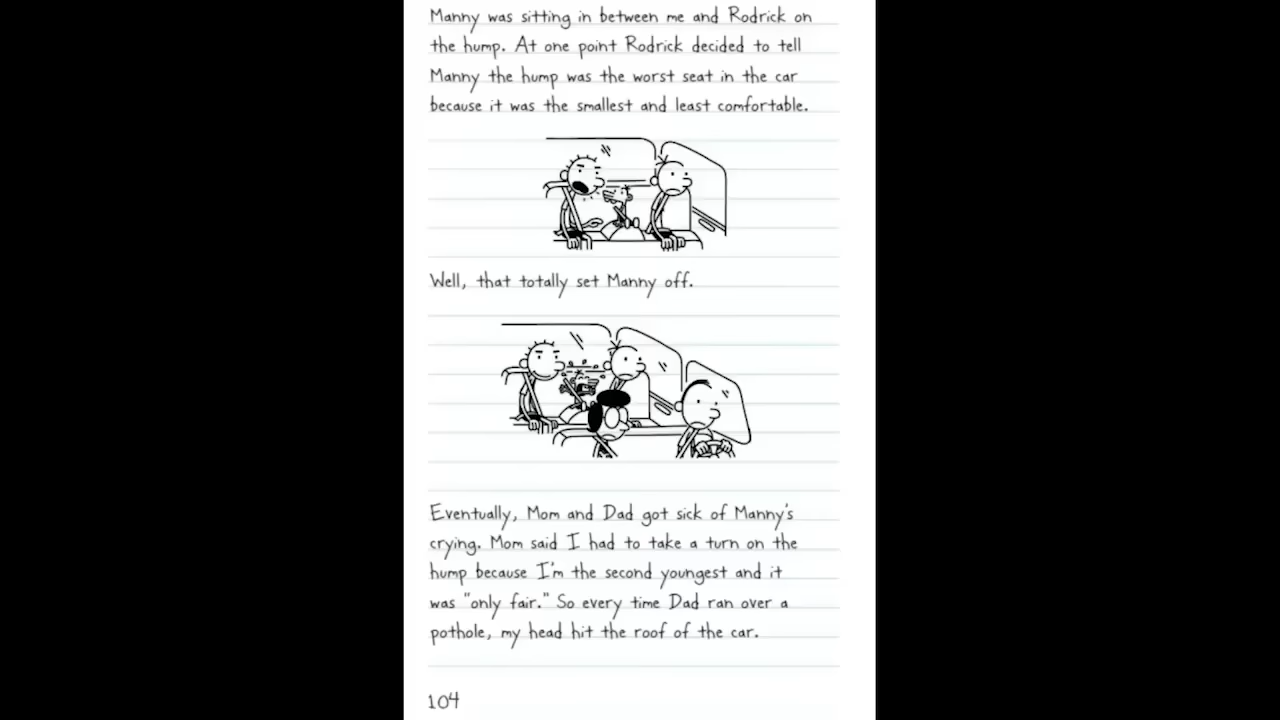 Manny was sitting in between me and Rodrick on
the hump. At one point Rodrick decided to tell
Manny the hump was the worst seat in the car
because it was the smallest and least comfortable.
Well, that totally set Manny off.
Eventually, Mom and Dad got sick of Manny's
crying. Mom said I had to take a turn on the
hump because I'm the second youngest and it
was "only fair." So every time Dad ran over a
pothole, my head hit the roof of the car.
104